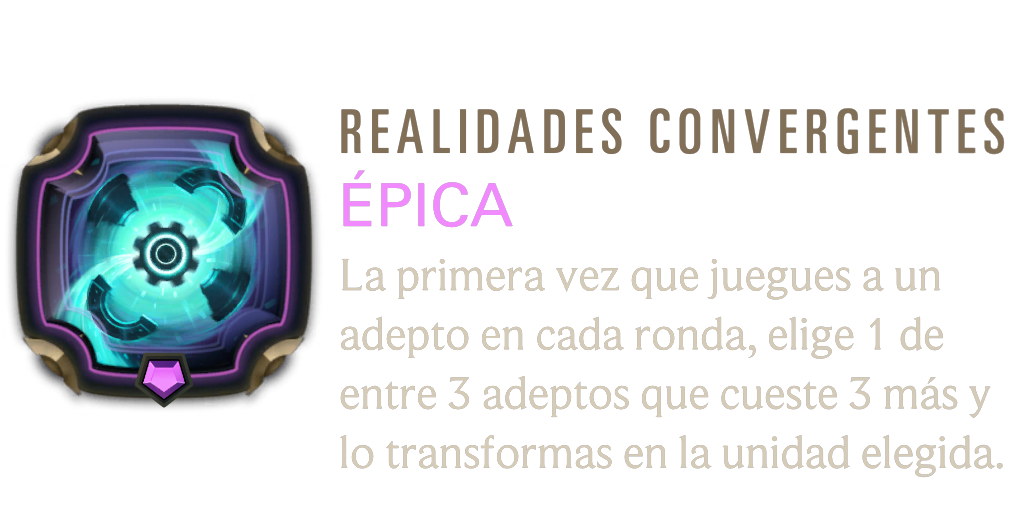 REALIDADES CONVERGENTES
ÉPICA
La primera vez que juegues a un
adepto en cada ronda, elige 1 de
entre 3 adeptos que cueste 3 más y
lo transformas en la unidad elegida.